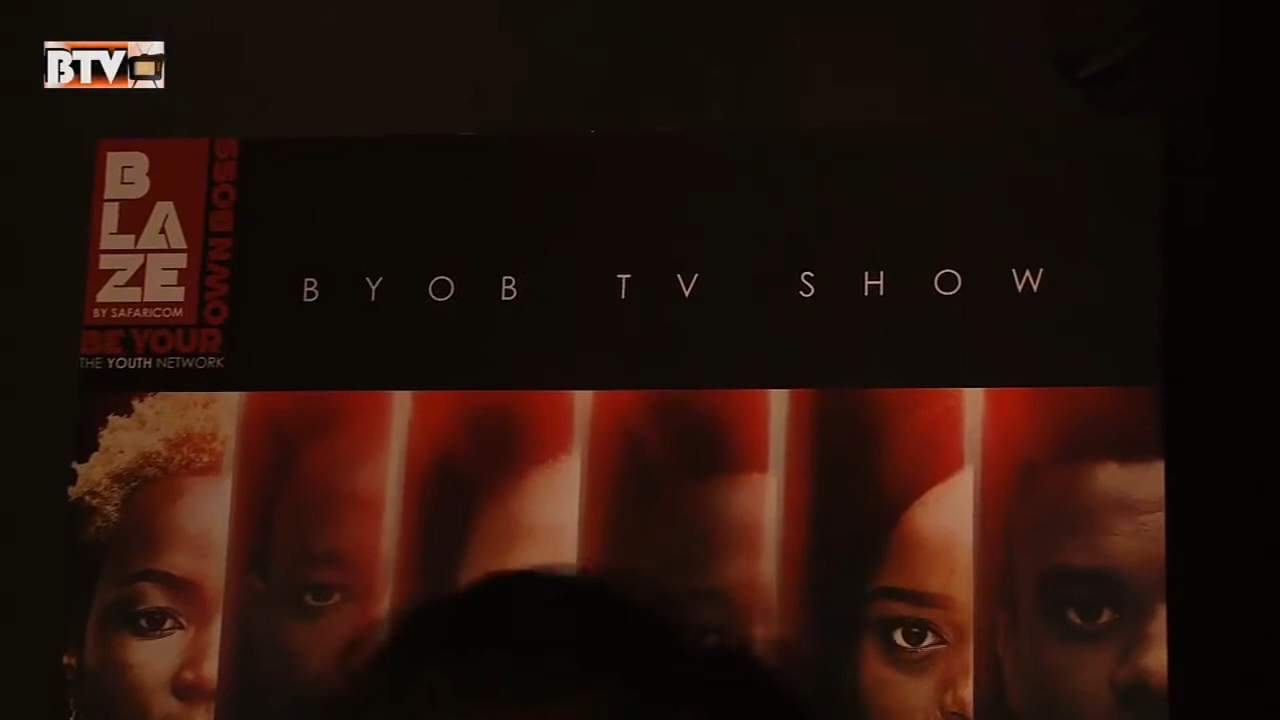 BTV
B
LA
ZE
BY SAFARICOM
BE YOUR
OWN BOSS
THE YOUTH NETWORK
BYOB TV SHOW